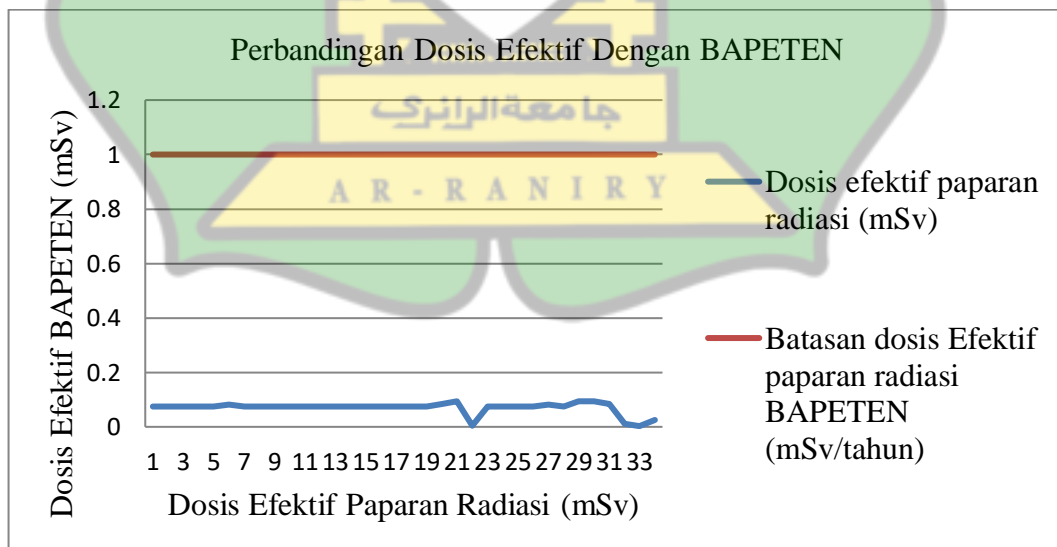 Perbandingan Dosis Efektif Dengan BAPETEN
جامعة الرانري
A R - R A N I R Y
Dosis Efektif BAPETEN (mSv)
1.2
1
0.8
0.6
0.4
0.2
0
1 3 5 7 9 11 13 15 17 19 21 23 25 27 29 31 33
Dosis Efektif Paparan Radiasi (mSv)
Dosis efektif paparan
radiasi (mSv)
Batasan dosis Efektif
paparan radiasi
BAPETEN
(mSv/tahun)